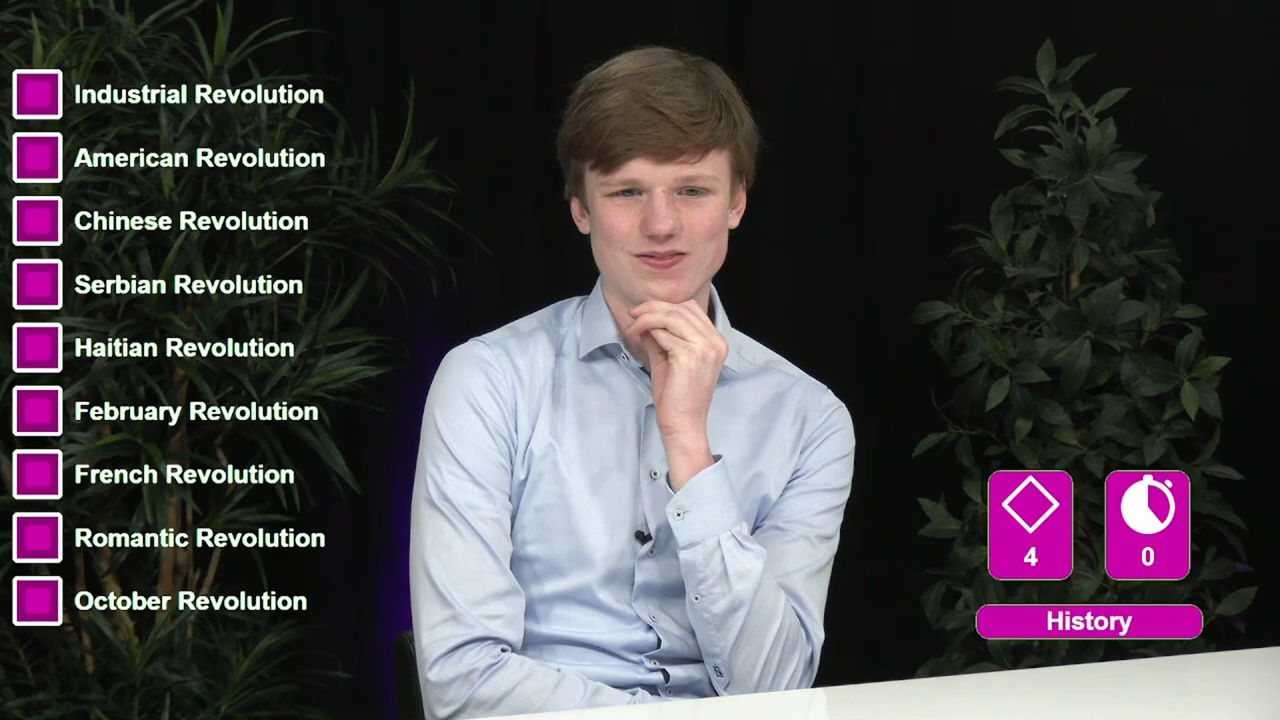 Industrial Revolution
American Revolution
Chinese Revolution
Serbian Revolution
Haitian Revolution
February Revolution
French Revolution
Romantic Revolution
October Revolution
4
0
History